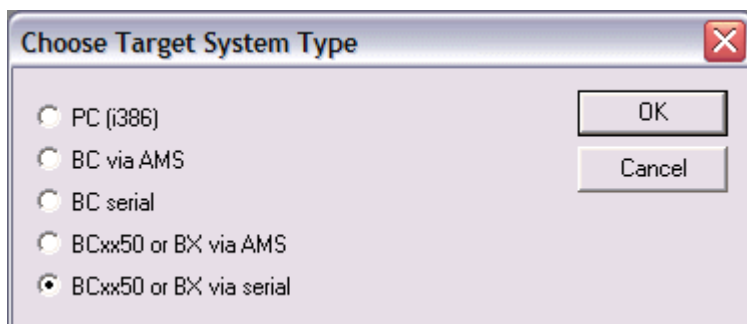 Choose Target System Type
PC (i386)
OK
BC via AMS
Cancel
BC serial
BCxx50 or BX via AMS
BCxx50 or BX via serial